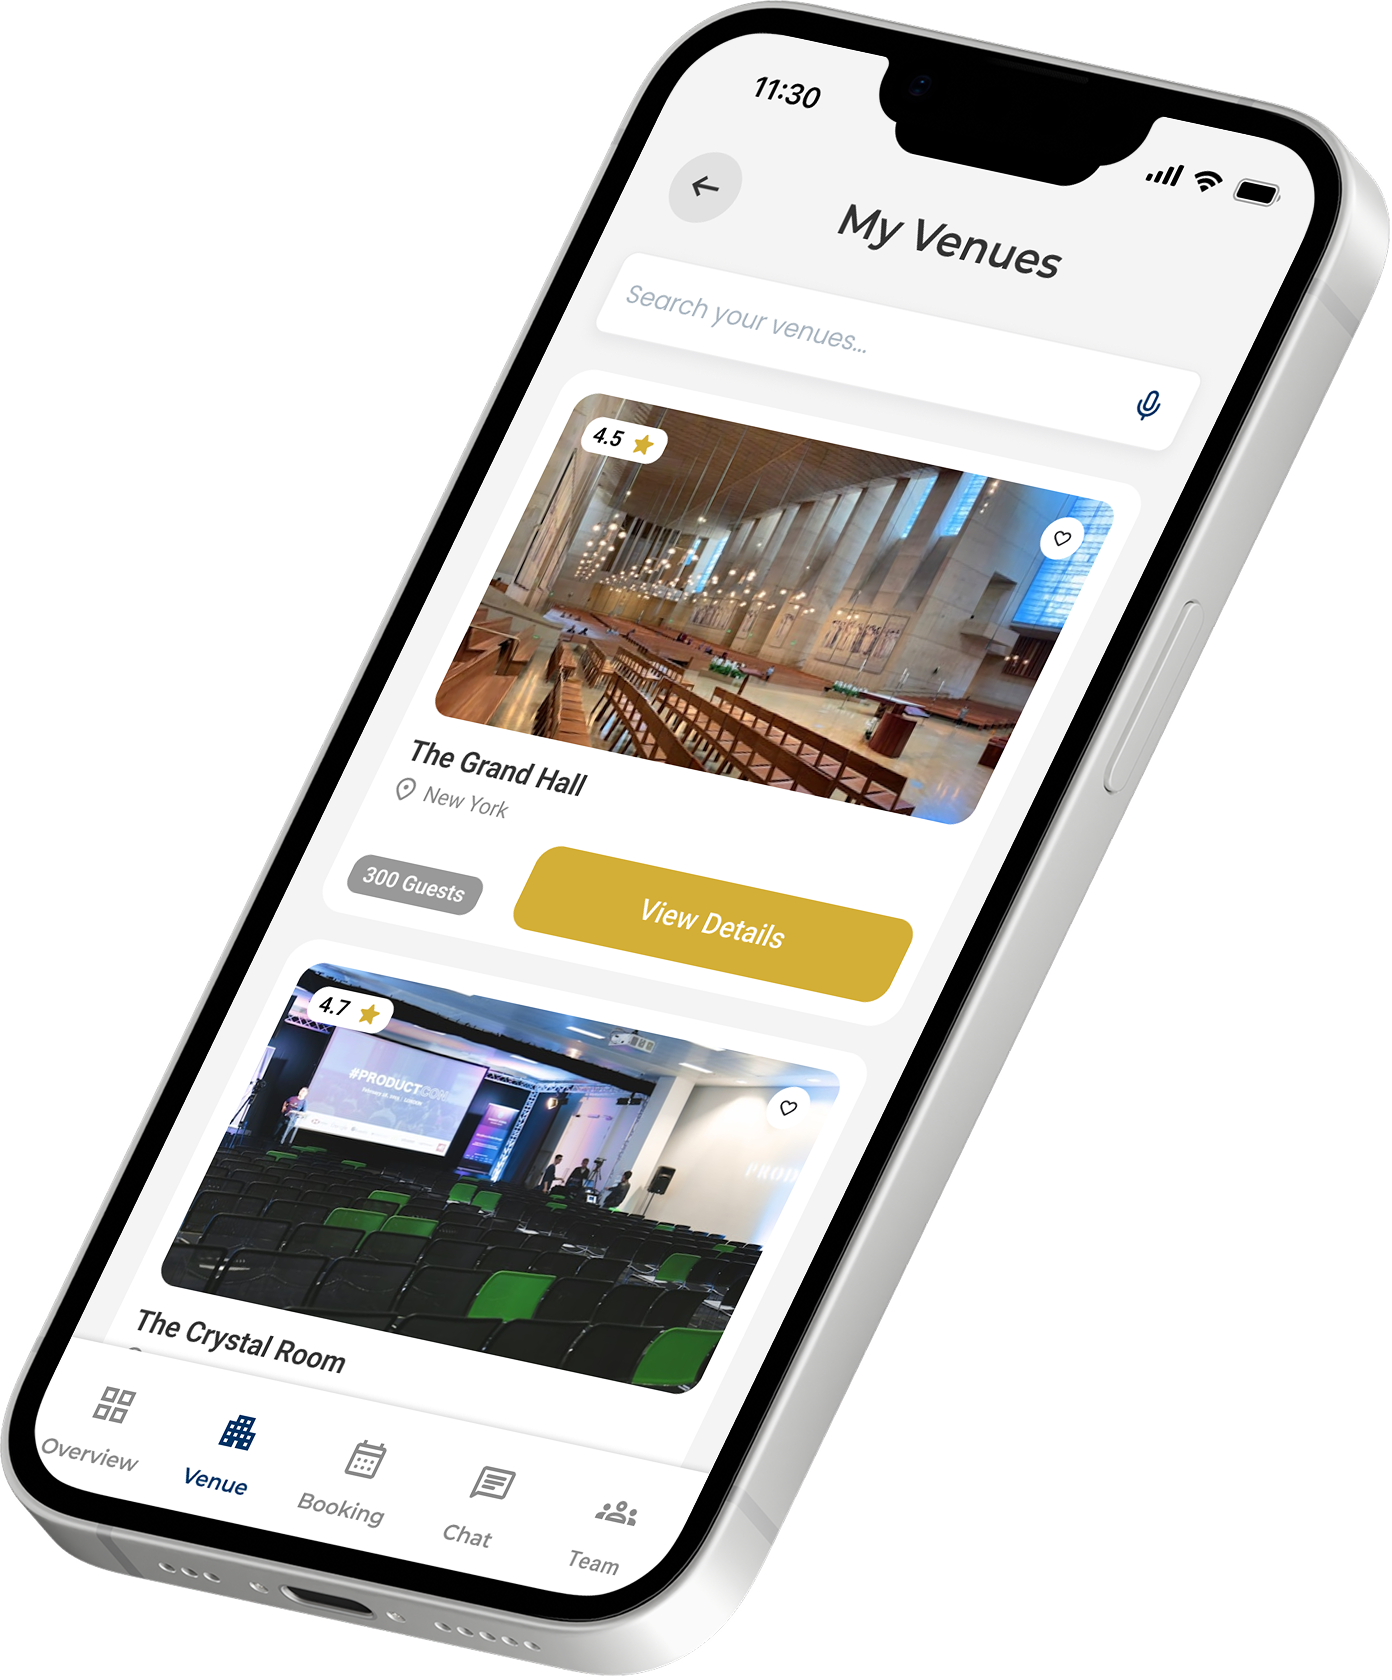 11:30
My Venues
Search your venues...
4.5
The Grand Hall
New York
300 Guests
View Details
4.7
#PRODUCTCON
PROD
The Crystal Room
Overview
Venue
Booking
Chat
Team